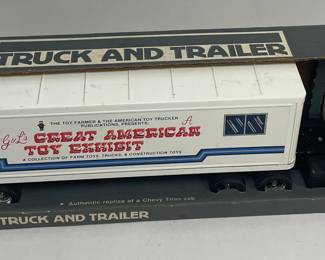 TRUCK AND TRAILER
THE TOY FARMER & THE AMERICAN TOY TRUCKER
PUBLICATIONS, PRESENTS: A
G&L's GREAT AMERICAN
TOY EXHIBIT
A COLLECTION OF FARM TOYS, TRUCKS, & CONSTRUCTION TOYS
• Authentic replica of a Chevy Titan cab
TRUCK AND TRAILER